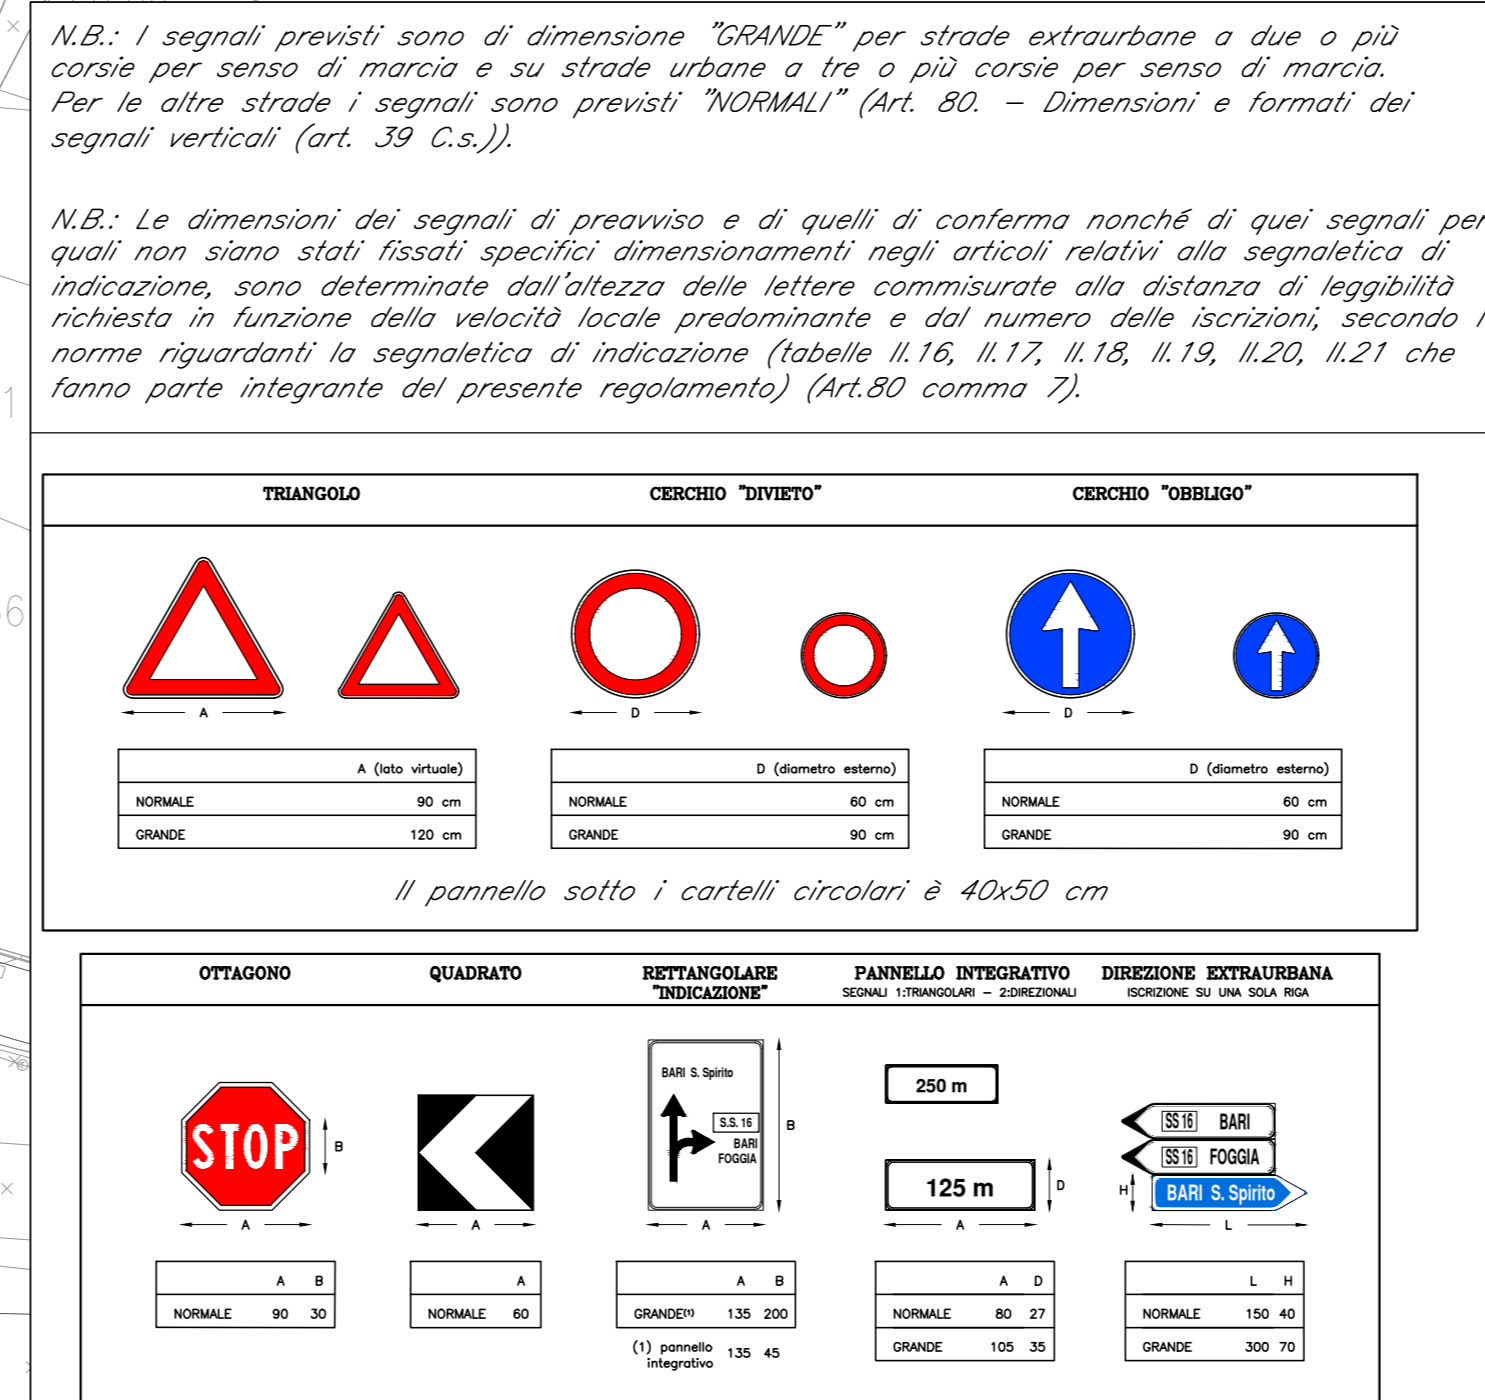 N.B.: I segnali previsti sono di dimensione "GRANDE" per strade extraurbane a due o più
corsie per senso di marcia e su strade urbane a tre o più corsie per senso di marcia.
Per le altre strade i segnali sono previsti "NORMALI" (Art. 80. – Dimensioni e formati dei
segnali verticali (art. 39 C.s.)).
N.B.: Le dimensioni dei segnali di preavviso e di quelli di conferma nonché di quei segnali per
quali non siano stati fissati specifici dimensionamenti negli articoli relativi alla segnaletica di
indicazione, sono determinate dall'altezza delle lettere commisurate alla distanza di leggibilità
richiesta in funzione della velocità locale predominante e dal numero delle iscrizioni, secondo l
norme riguardanti la segnaletica di indicazione (tabelle II.16, II.17, II.18, II.19, II.20, II.21 che
fanno parte integrante del presente regolamento) (Art.80 comma 7).
1
6
TRIANGOLO CERCHIO "DIVIETO" CERCHIO "OBBLIGO"
A D D
A (lato virtuale)
NORMALE 90 cm
GRANDE 120 cm
D (diametro esterno)
NORMALE 60 cm
GRANDE 90 cm
D (diametro esterno)
NORMALE 60 cm
GRANDE 90 cm
Il pannello sotto i cartelli circolari è 40x50 cm
OTTAGONO
QUADRATO
RETTANGOLARE
"INDICAZIONE"
PANNELLO INTEGRATIVO
SEGNALI 1:TRIANGOLARI – 2:DIREZIONALI
DIREZIONE EXTRAURBANA
ISCRIZIONE SU UNA SOLA RIGA
STOP
B
A
A
BARI S. Spirito
S.S. 16
BARI
FOGGIA
B
A
250 m
125 m
D
A
SS 16 BARI
SS 16 FOGGIA
BARI S. Spirito
H
L
A B
NORMALE 90 30
A
NORMALE 60
A B
GRANDE(1) 135 200
(1) pannello
integrativo 135 45
A D
NORMALE 80 27
GRANDE 105 35
L H
NORMALE 150 40
GRANDE 300 70